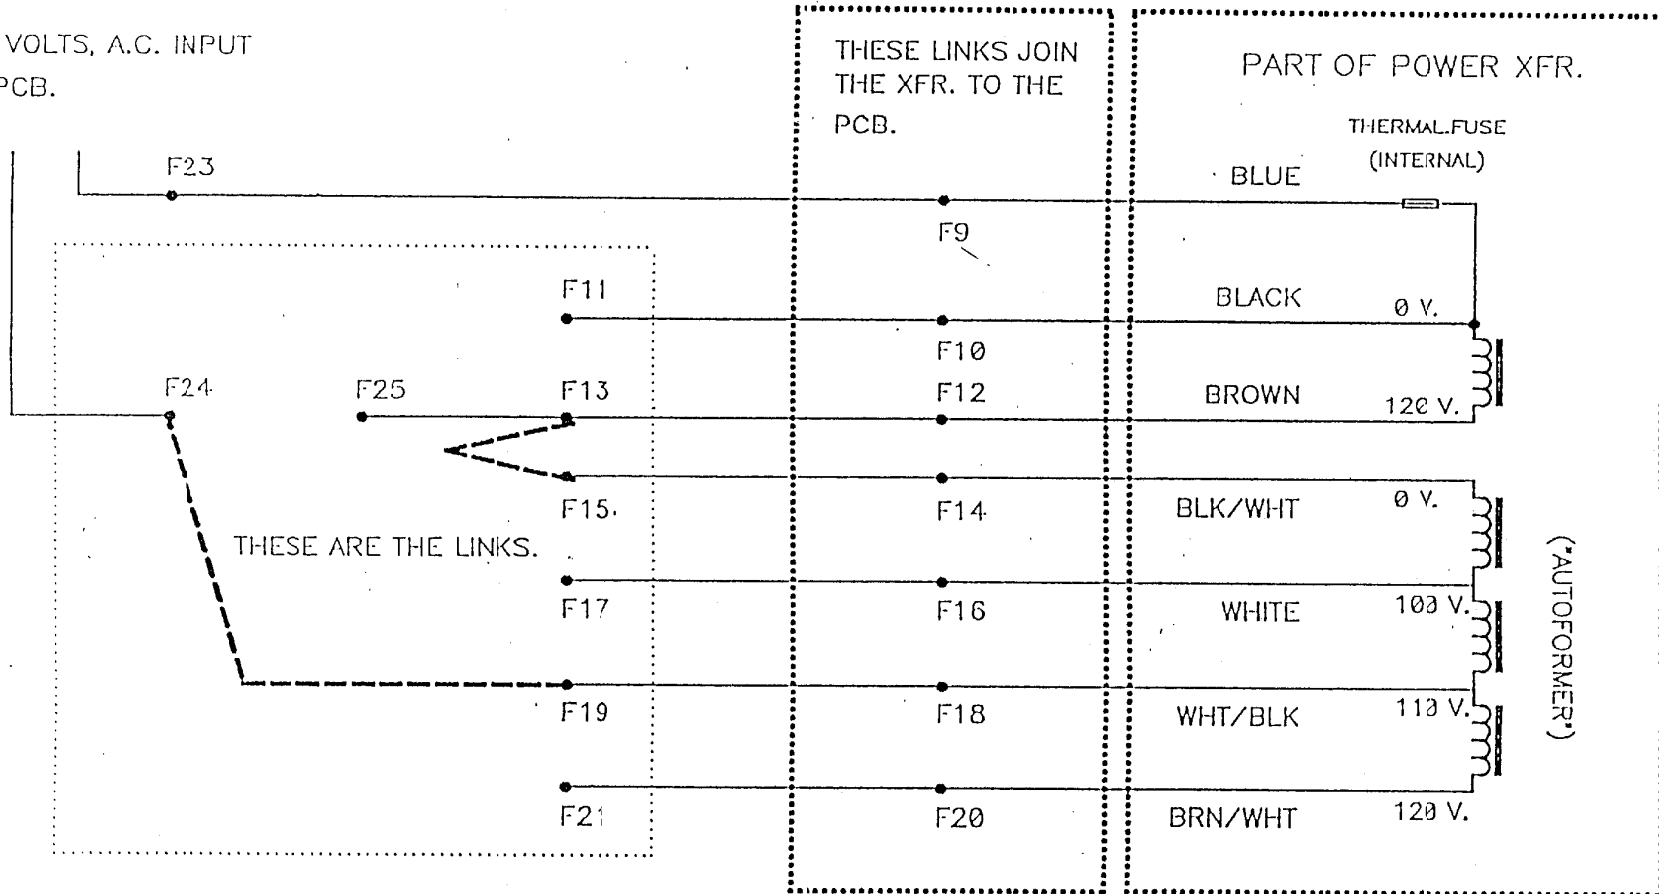 VOLTS, A.C. INPUT
PCB.
THESE LINKS JOIN
THE XFR. TO THE
PCB.
PART OF POWER XFR.
THERMAL FUSE
(INTERNAL)
F23
BLUE
F9
F11
BLACK
0 V.
F10
F24
F25
F13
F12
BROWN
120 V.
F15
F14
BLK/WHT
0 V.
THESE ARE THE LINKS.
F17
F16
WHITE
100 V.
F19
F18
WHT/BLK
110 V.
F21
F20
BRN/WHT
120 V.
("AUTOFORMER")